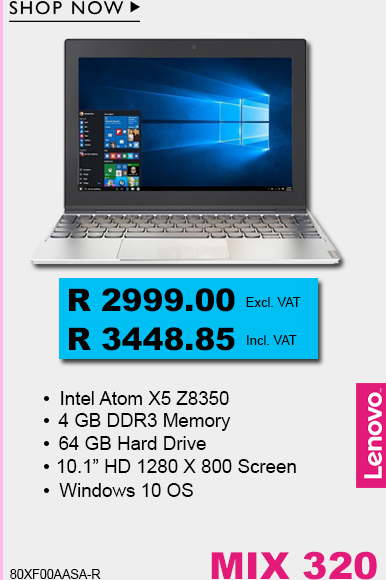 SHOP NOW
R 2999.00 Excl. VAT
R 3448.85 Incl. VAT
• Intel Atom X5 Z8350
• 4 GB DDR3 Memory
• 64 GB Hard Drive
• 10.1” HD 1280 X 800 Screen
• Windows 10 OS
Lenovo
80XF00AASA-R
MIX 320